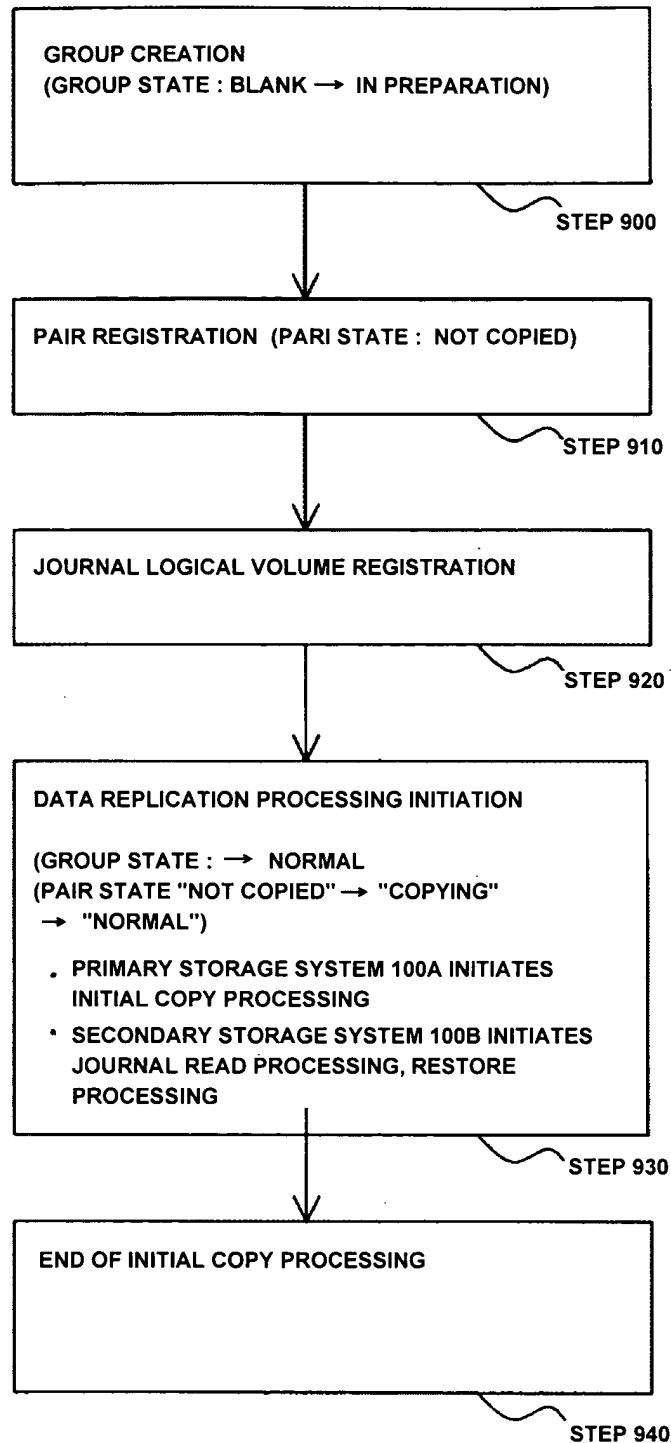 GROUP CREATION
(GROUP STATE : BLANK → IN PREPARATION)
STEP 900
PAIR REGISTRATION (PARI STATE : NOT COPIED)
STEP 910
JOURNAL LOGICAL VOLUME REGISTRATION
STEP 920
DATA REPLICATION PROCESSING INITIATION
(GROUP STATE : → NORMAL
(PAIR STATE "NOT COPIED" → "COPYING"
→ "NORMAL")
. PRIMARY STORAGE SYSTEM 100A INITIATES
INITIAL COPY PROCESSING
· SECONDARY STORAGE SYSTEM 100B INITIATES
JOURNAL READ PROCESSING, RESTORE
PROCESSING
STEP 930
END OF INITIAL COPY PROCESSING
STEP 940